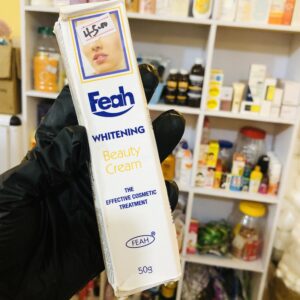 Feah
WHITENING
Beauty
Cream
THE
EFFECTIVE COSMETIC
TREATMENT
FEAH ®
50g